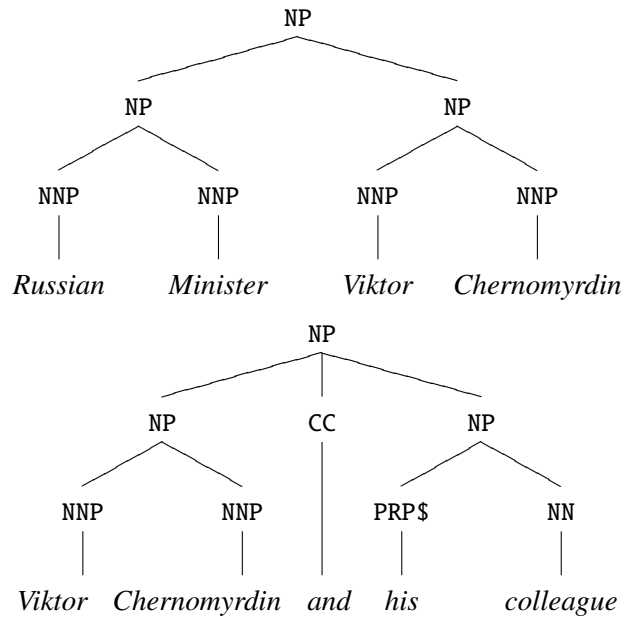 NP
NP NP
NNP NNP NNP NNP
Russian Minister Viktor Chernomyrdin
NP
NP CC NP
NNP NNP PRP$ NN
Viktor Chernomyrdin and his colleague